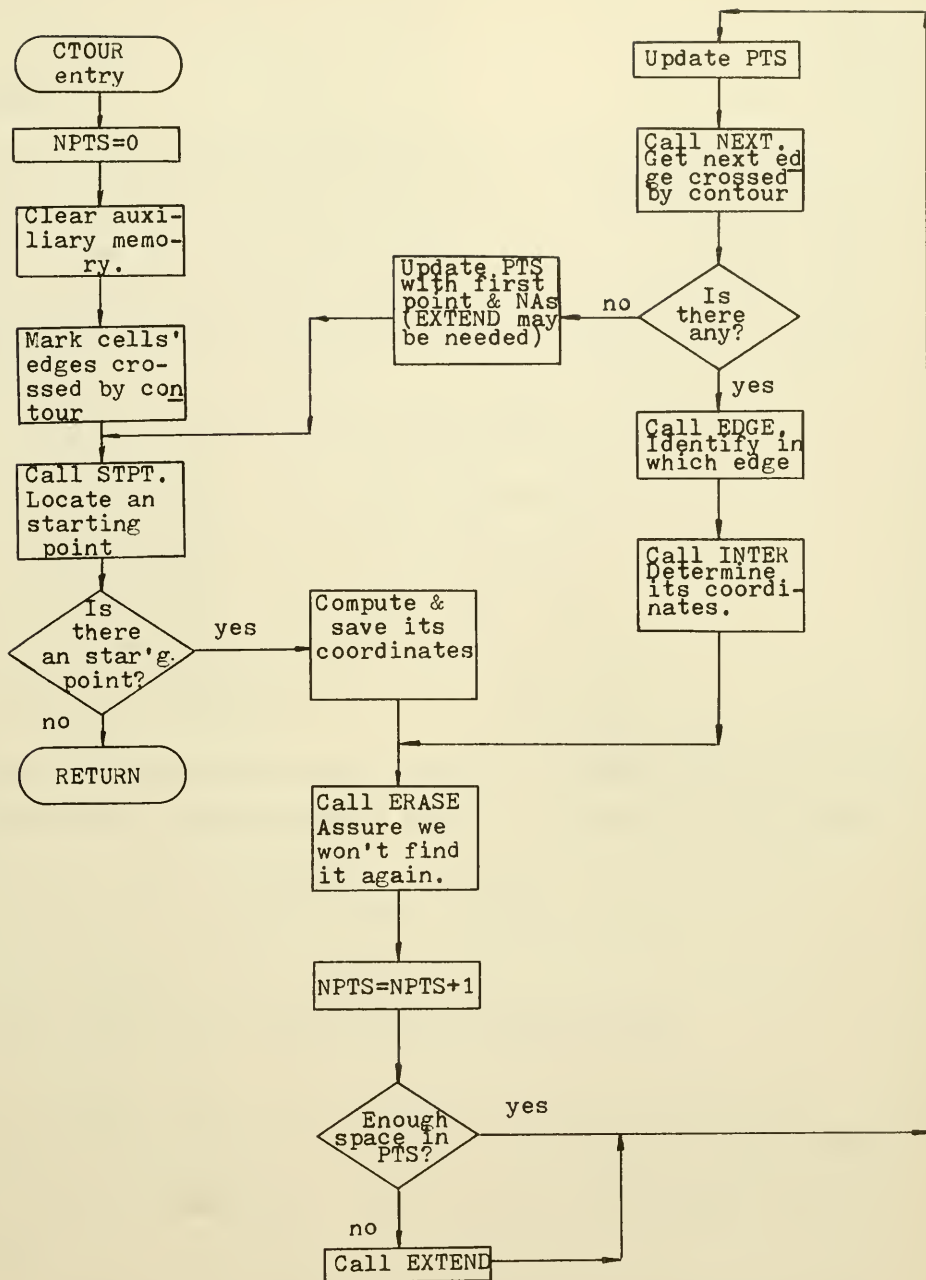 CTOUR
entry
NPTS=0
Clear auxi-
liary memo-
ry.
Mark cells'
edges cro-
ssed by con
tour
Call STPT.
Locate an
starting
point
Is
there
an star'g.
point?
yes
no
RETURN
Compute &
save its
coordinates
Update PTS
with first
point & NAs
(EXTEND may
be needed)
Update PTS
Call NEXT.
Get next ed
ge crossed
by contour
Is
there
any?
no
yes
Call EDGE.
Identify in
which edge
Call INTER
Determine
its coordi-
nates.
Call ERASE
Assure we
won't find
it again.
NPTS=NPTS+1
Enough
space in
PTS?
yes
no
Call EXTEND